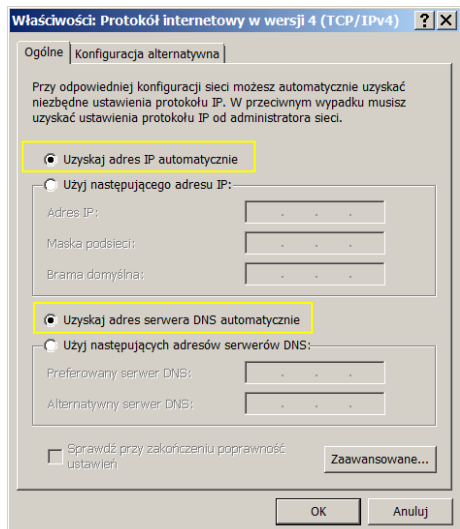 Właściwości: Protokół internetowy w wersji 4 (TCP/IPv4)
Ogólne Konfiguracja alternatywna
Przy odpowiedniej konfiguracji sieci możesz automatycznie uzyskać
niezbędne ustawienia protokołu IP. W przeciwnym wypadku musisz
uzyskać ustawienia protokołu IP od administratora sieci.
Uzyskaj adres IP automatycznie
Użyj następującego adresu IP:
Adres IP:
Maska podsieci:
Brama domyślna:
Uzyskaj adres serwera DNS automatycznie
Użyj następujących adresów serwerów DNS:
Preferowany serwer DNS:
Alternatywny serwer DNS:
Sprawdź przy zakończeniu poprawność
ustawień
Zaawansowane...
OK Anuluj